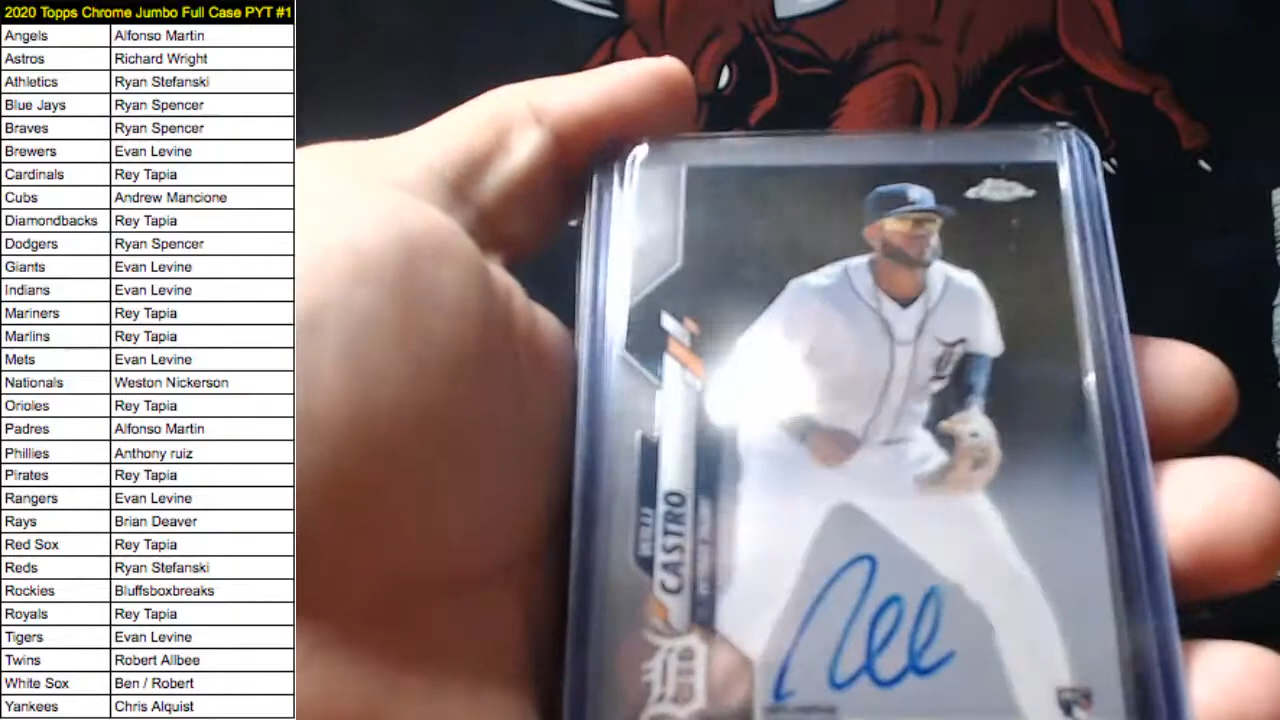 2020 Topps Chrome Jumbo Full Case PYT #1
Angels Alfonso Martin
Astros Richard Wright
Athletics Ryan Stefanski
Blue Jays Ryan Spencer
Braves Ryan Spencer
Brewers Evan Levine
Cardinals Rey Tapia
Cubs Andrew Mancione
Diamondbacks Rey Tapia
Dodgers Ryan Spencer
Giants Evan Levine
Indians Evan Levine
Mariners Rey Tapia
Marlins Rey Tapia
Mets Evan Levine
Nationals Weston Nickerson
Orioles Rey Tapia
Padres Alfonso Martin
Phillies Anthony ruiz
Pirates Rey Tapia
Rangers Evan Levine
Rays Brian Deaver
Red Sox Rey Tapia
Reds Ryan Stefanski
Rockies Bluffsboxbreaks
Royals Rey Tapia
Tigers Evan Levine
Twins Robert Allbee
White Sox Ben / Robert
Yankees Chris Alquist
WILLI
CASTRO
D
D